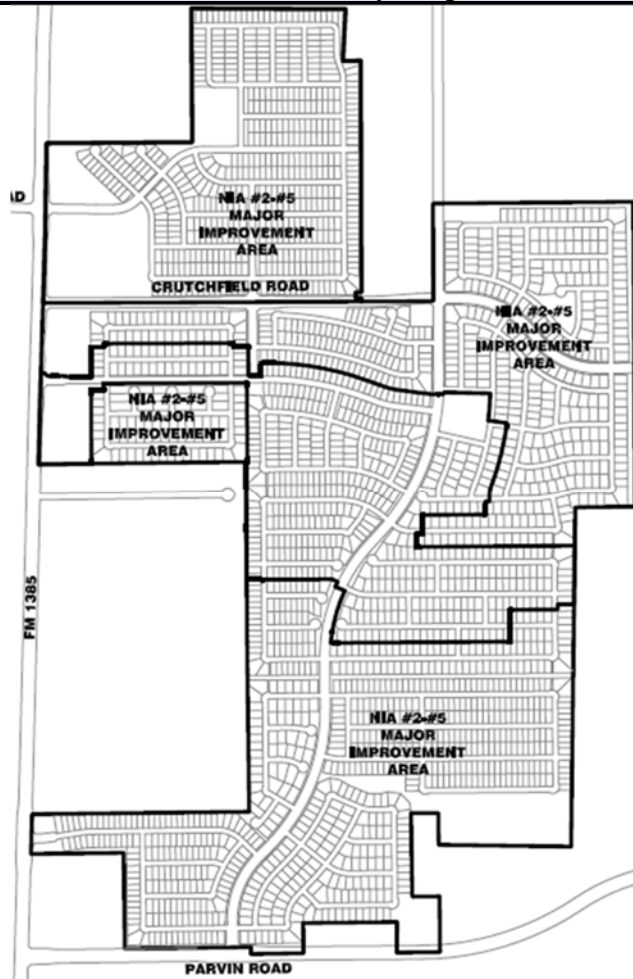 AD
NIA #2-#5
MAJOR
IMPROVEMENT
AREA
CRUTCHFIELD ROAD
NIA #2-#5
MAJOR
IMPROVEMENT
AREA
NIA #2-#5
MAJOR
IMPROVEMENT
AREA
FM 1385
NIA #2-#5
MAJOR
IMPROVEMENT
AREA
PARVIN ROAD